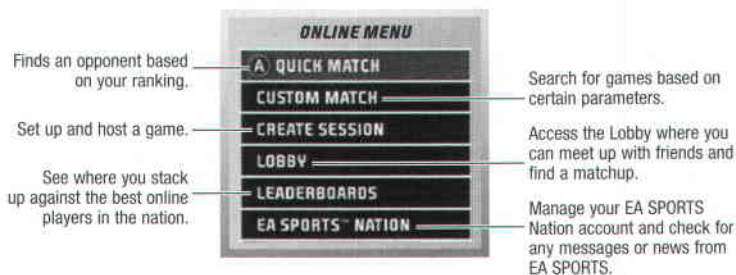 ONLINE MENU
Finds an opponent based
on your ranking.
A QUICK MATCH
CUSTOM MATCH
Search for games based on
certain parameters.
Set up and host a game.
CREATE SESSION
LOBBY
Access the Lobby where you
can meet up with friends and
find a matchup.
See where you stack
up against the best online
players in the nation.
LEADERBOARDS
EA SPORTS™ NATION
Manage your EA SPORTS
Nation account and check for
any messages or news from
EA SPORTS.